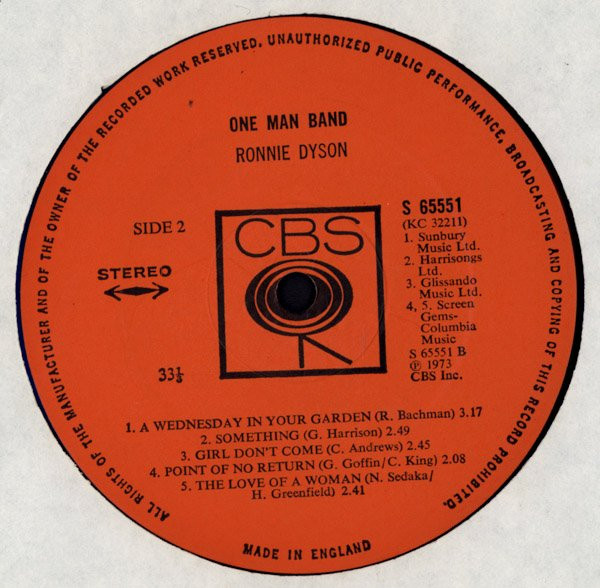 ALL RIGHTS OF THE MANUFACTURER AND OF THE OWNER OF THE RECORDED WORK RESERVED. UNAUTHORIZED PUBLIC PERFORMANCE, BROADCASTING AND COPYING OF THIS RECORD PROHIBITED.
ONE MAN BAND
RONNIE DYSON
SIDE 2
STEREO
33⅓
CBS
S 65551
(KC 32211)
1. Sunbury
Music Ltd.
2. Harrisongs
Ltd.
3. Glissando
Music Ltd.
4, 5. Screen
Gems-
Columbia
Music
S 65551 B
Ⓟ 1973
CBS Inc.
1. A WEDNESDAY IN YOUR GARDEN (R. Bachman) 3.17
2. SOMETHING (G. Harrison) 2.49
3. GIRL DON'T COME (C. Andrews) 2.45
4. POINT OF NO RETURN (G. Goffin/C. King) 2.08
5. THE LOVE OF A WOMAN (N. Sedaka/
H. Greenfield) 2.41
MADE IN ENGLAND